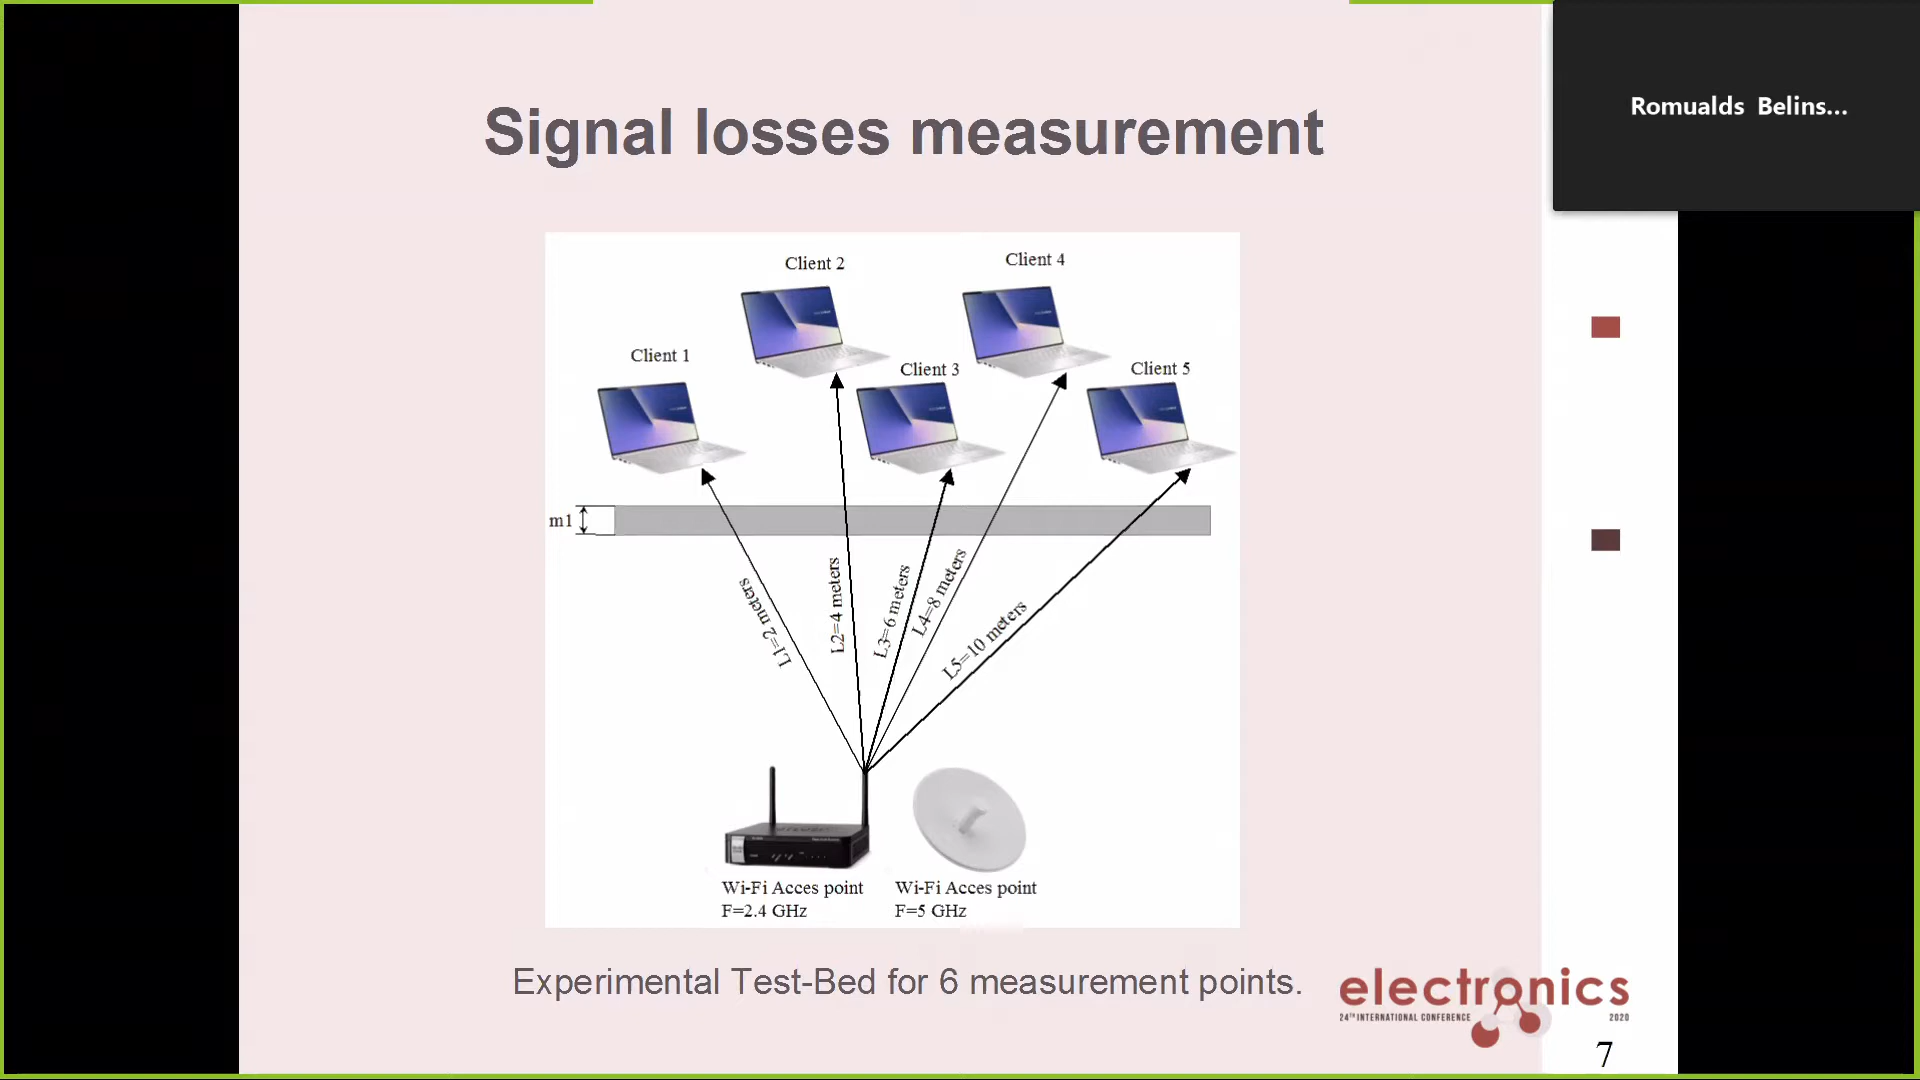 Signal losses measurement
Romualds Belins...
Client 2
Client 4
Client 1
Client 3
Client 5
m1
L1=2 meters
L2=4 meters
L3=6 meters
L4=8 meters
L5=10 meters
Wi-Fi Acces point
F=2.4 GHz
Wi-Fi Acces point
F=5 GHz
Experimental Test-Bed for 6 measurement points.
electronics
24TH INTERNATIONAL CONFERENCE 2020
7